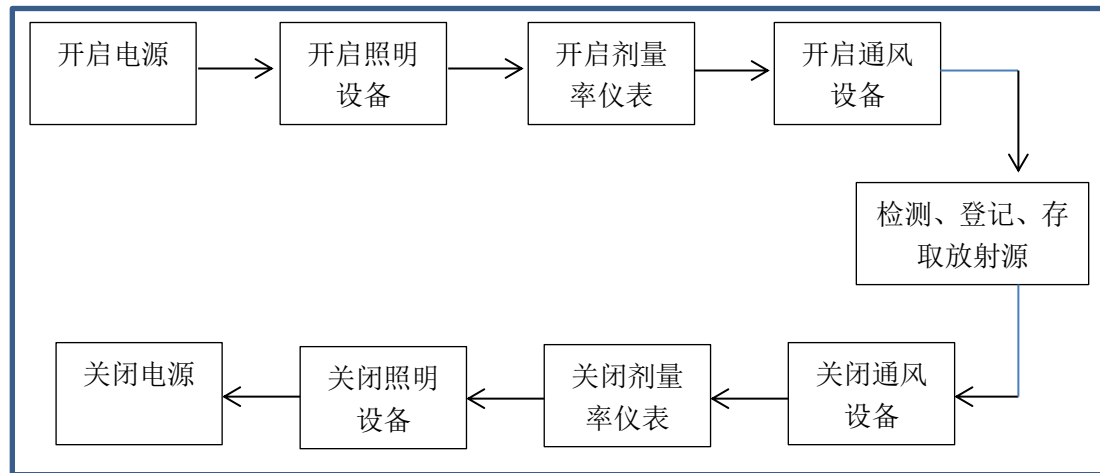 开启电源
开启照明
设备
开启剂量
率仪表
开启通风
设备
检测、登记、存
取放射源
关闭通风
设备
关闭剂量
率仪表
关闭照明
设备
关闭电源